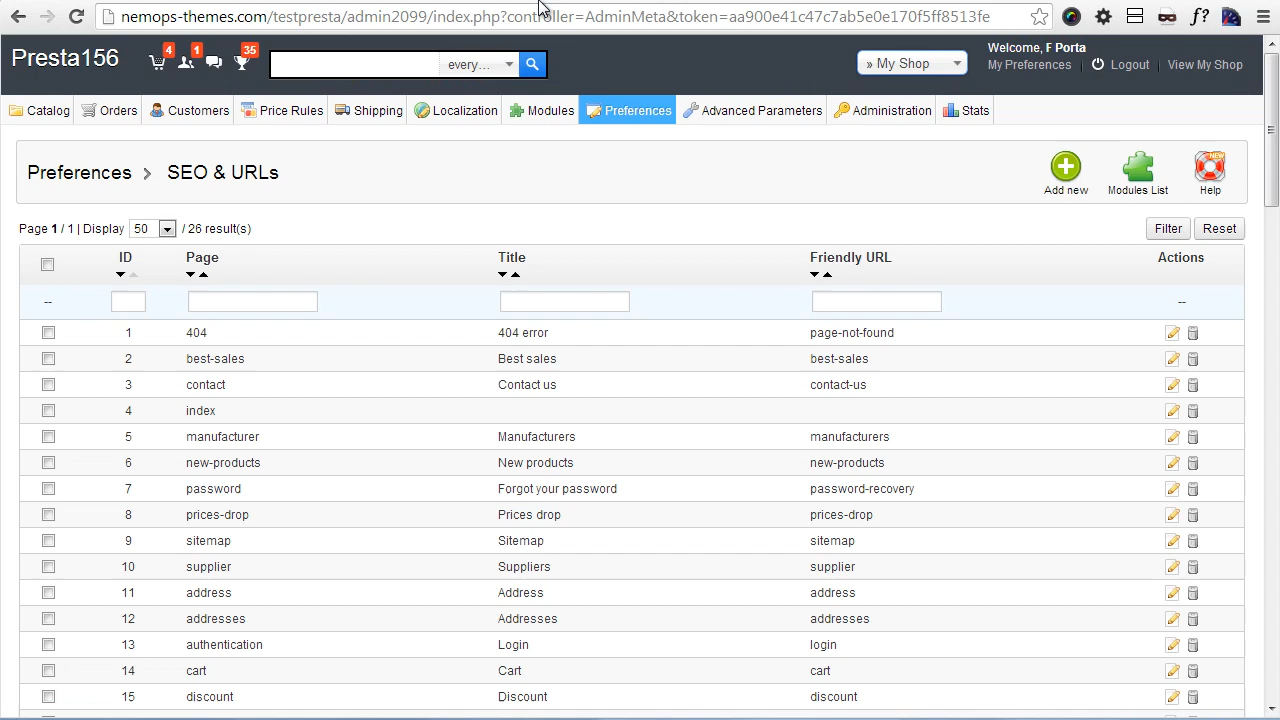 nemops-themes.com/testpresta/admin2099/index.php?controller=AdminMeta&token=aac00e41c47c7ab5e0e170f5ff8513fe
Presta156
4
1
35
every...
» My Shop
Welcome, F Porta
My Preferences
Logout
View My Shop
Catalog
Orders
Customers
Price Rules
Shipping
Localization
Modules
Preferences
Advanced Parameters
Administration
Stats
Preferences > SEO & URLs
Add new
Modules List
NEW
Help
Page 1 / 1 | Display 50 / 26 result(s)
Filter
Reset
ID Page Title Friendly URL Actions
-- --
1 404 404 error page-not-found
2 best-sales Best sales best-sales
3 contact Contact us contact-us
4 index
5 manufacturer Manufacturers manufacturers
6 new-products New products new-products
7 password Forgot your password password-recovery
8 prices-drop Prices drop prices-drop
9 sitemap Sitemap sitemap
10 supplier Suppliers supplier
11 address Address address
12 addresses Addresses addresses
13 authentication Login login
14 cart Cart cart
15 discount Discount discount